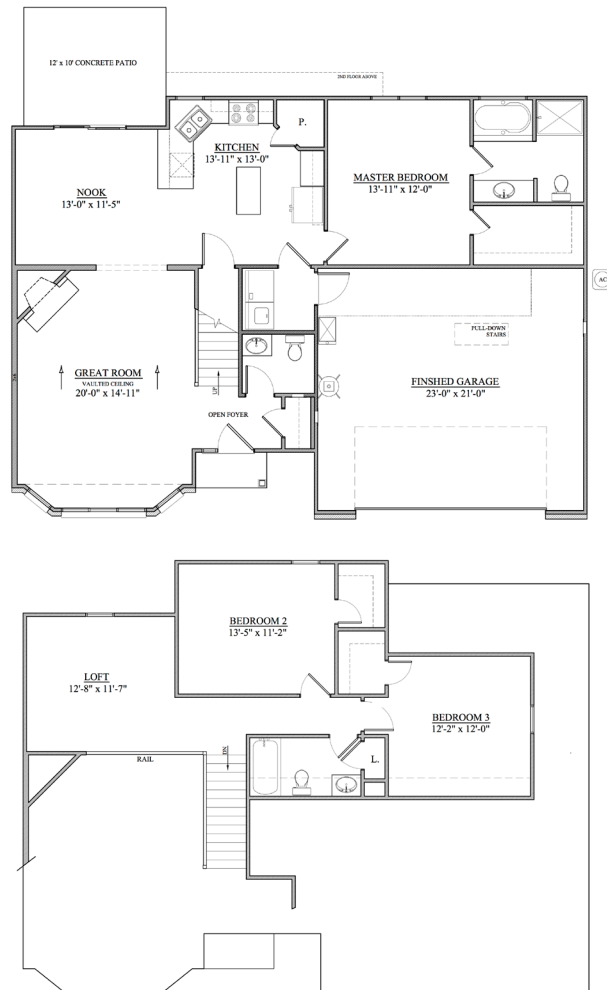 12' x 10' CONCRETE PATIO
2ND FLOOR ABOVE
P.
KITCHEN
13'-11" x 13'-0"
MASTER BEDROOM
13'-11" x 12'-0"
NOOK
13'-0" x 11'-5"
AC
PULL-DOWN
STAIRS
GREAT ROOM
VAULTED CEILING
20'-0" x 14'-11"
UP
FINSHED GARAGE
23'-0" x 21'-0"
OPEN FOYER
BEDROOM 2
13'-5" x 11'-2"
LOFT
12'-8" x 11'-7"
BEDROOM 3
12'-2" x 12'-0"
RAIL
DN
L.